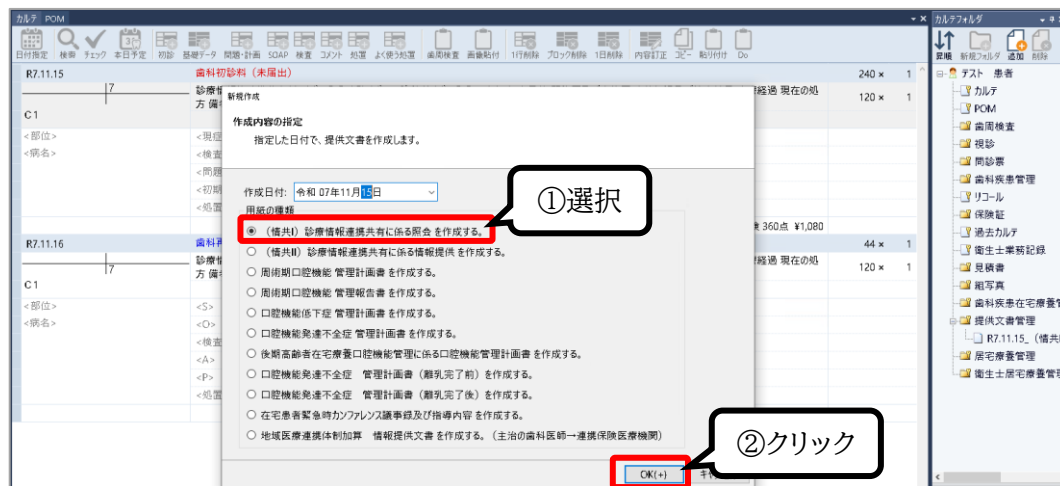 カルテ POM
カルテフォルダ
日付指定 検索 チェック 本日予定 初診 基礎データ 問題・計画 SOAP 検査 コメント 処置 よく使う処置 歯周検査 画像貼付 1行削除 ブロック削除 1日削除 内容訂正 コピー 貼り付け Do
昇順 新規フォルダ 追加 削除
R7.11.15 歯科初診料（未届出） 240 × 1
7
120 × 1
C1
<部位>
<病名>
360点 ¥1,080
R7.11.16 44 × 1
7
経過 現在の処
方 備
120 × 1
C1
<部位> <S>
<病名> <O>
<A>
<P>
新規作成
作成内容の指定
指定した日付で、提供文書を作成します。
作成日付: 令和 07年11月15日
用紙の種類
（情共Ⅰ）診療情報連携共有に係る照会 を作成する。
（情共Ⅱ）診療情報連携共有に係る情報提供 を作成する。
周術期口腔機能 管理計画書 を作成する。
周術期口腔機能 管理報告書 を作成する。
口腔機能低下症 管理計画書 を作成する。
口腔機能発達不全症 管理計画書 を作成する。
後期高齢者在宅療養口腔機能管理に係る口腔機能管理計画書 を作成する。
口腔機能発達不全症 管理計画書（離乳完了前）を作成する。
口腔機能発達不全症 管理計画書（離乳完了後）を作成する。
在宅患者緊急時カンファレンス議事録及び指導内容 を作成する。
地域医療連携体制加算 情報提供文書 を作成する。（主治の歯科医師→連携保険医療機関）
OK(+)
①選択
②クリック
テスト 患者
カルテ
POM
歯周検査
視診
問診票
歯科疾患管理
リコール
保険証
過去カルテ
衛生士業務記録
見積書
組写真
歯科疾患在宅療養管
提供文書管理
R7.11.15_（情共
居宅療養管理
衛生士居宅療養管理